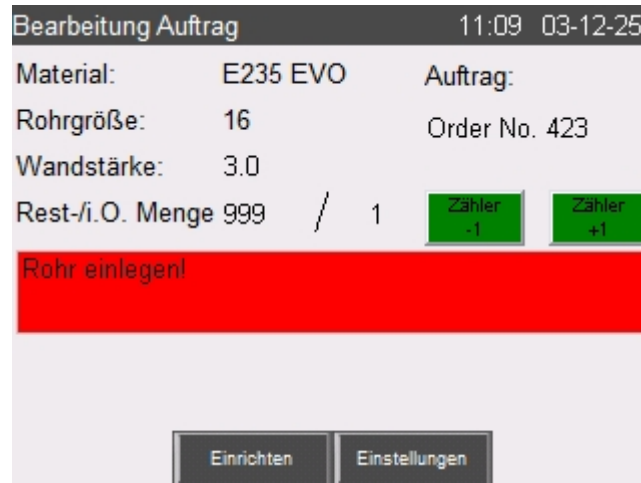 Bearbeitung Auftrag 11:09 03-12-25
Material: E235 EVO Auftrag:
Rohrgröße: 16 Order No. 423
Wandstärke: 3.0
Rest-/i.O. Menge 999 / 1 Zähler -1 Zähler +1
Rohr einlegen!
Einrichten Einstellungen